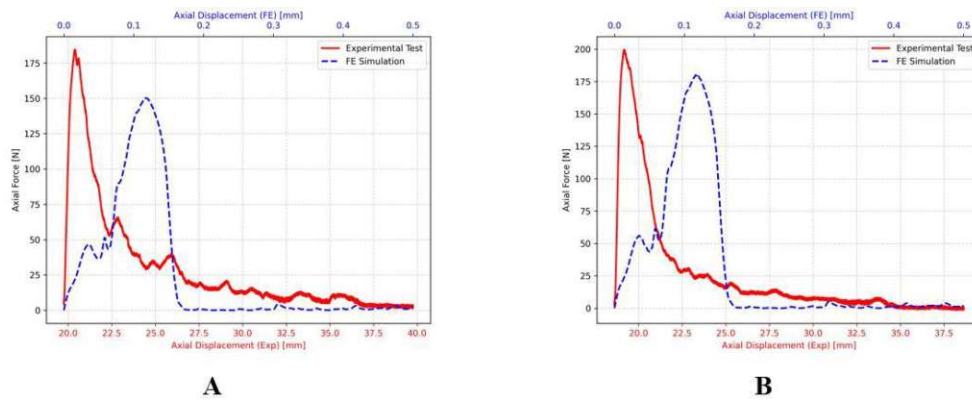 Axial Displacement (FE) [mm]
0.0 0.1 0.2 0.3 0.4 0.5
Experimental Test
FE Simulation
175
150
125
100
75
50
25
0
Axial Force [N]
20.0 22.5 25.0 27.5 30.0 32.5 35.0 37.5 40.0
Axial Displacement (Exp) [mm]
A
Axial Displacement (FE) [mm]
0.0 0.1 0.2 0.3 0.4 0.5
Experimental Test
FE Simulation
200
175
150
125
100
75
50
25
0
Axial Force [N]
20.0 22.5 25.0 27.5 30.0 32.5 35.0 37.5
Axial Displacement (Exp) [mm]
B